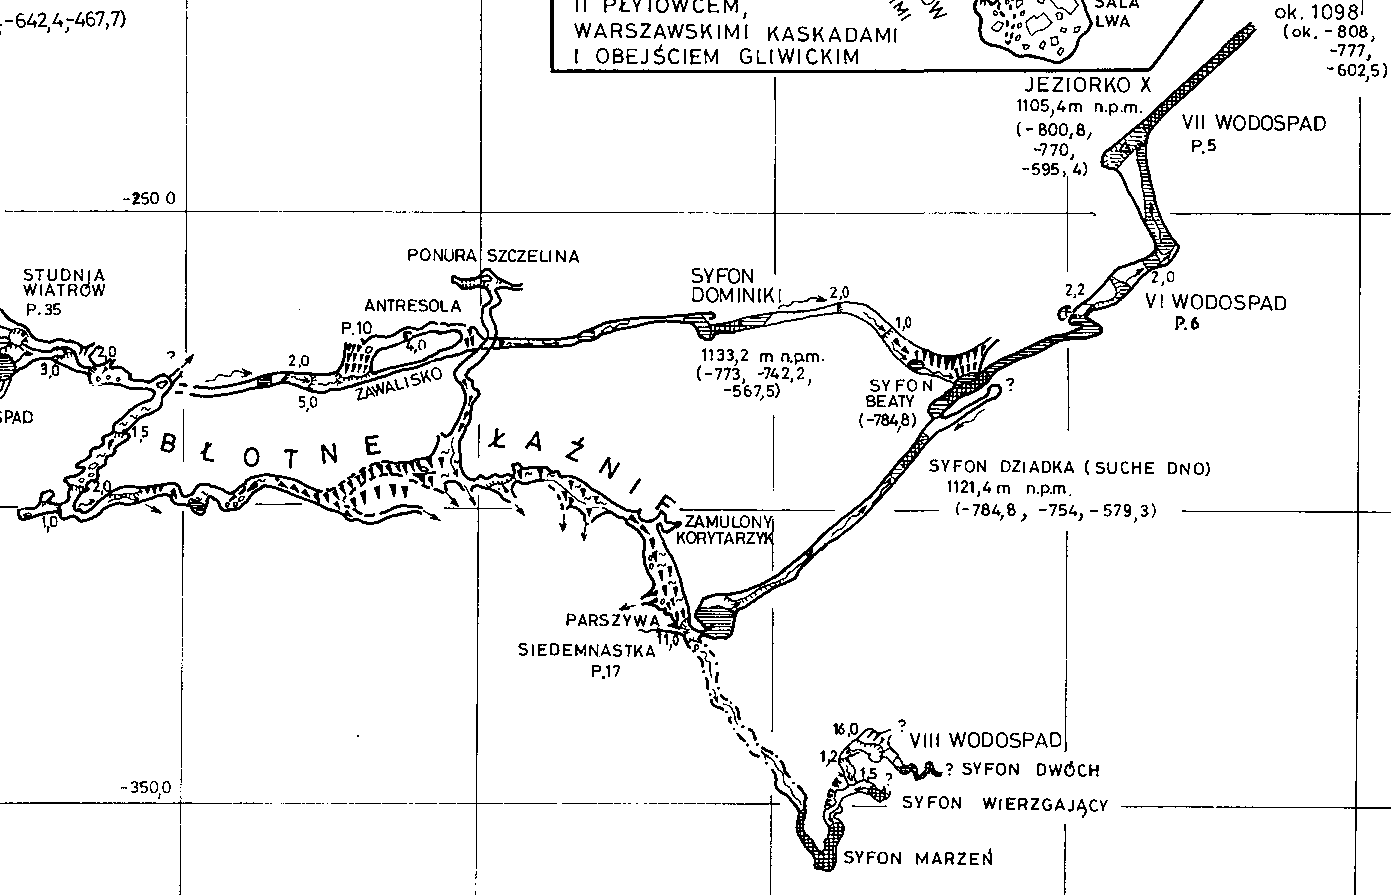 ,-642,4,-467,7)
II PŁYTOWCEM,
WARSZAWSKIMI KASKADAMI
I OBEJŚCIEM GLIWICKIM
SALA
LWA
ok. 1098
(ok. -808,
-777,
-602,5)
JEZIORKO X
1105,4m n.p.m.
(-800,8,
-770,
-595,4)
VII WODOSPAD
P.5
-250 0
PONURA SZCZELINA
STUDNIA
WIATRÓW
P.35
ANTRESOLA
P.10
4,0
SYFON
DOMINIKI
2,0
1,0
2,2
2,0
VI WODOSPAD
P.6
1133,2 m n.p.m.
(-773, -742,2,
-567,5)
2,0
3,0
?
2,0
5,0
ZAWALISKO
SYFON
BEATY
(-784,8)
?
SPAD
1,5
BŁOTNE ŁAŹNIE
2,0
1,0
SYFON DZIADKA (SUCHE DNO)
1121,4 m n.p.m.
(-784,8, -754, -579,3)
ZAMULONY
KORYTARZYK
PARSZYWA
11,0
SIEDEMNASTKA
P.17
16,0
?
VIII WODOSPAD
1,2
1,5
?
? SYFON DWÓCH
-350,0
SYFON WIERZGAJĄCY
SYFON MARZEŃ